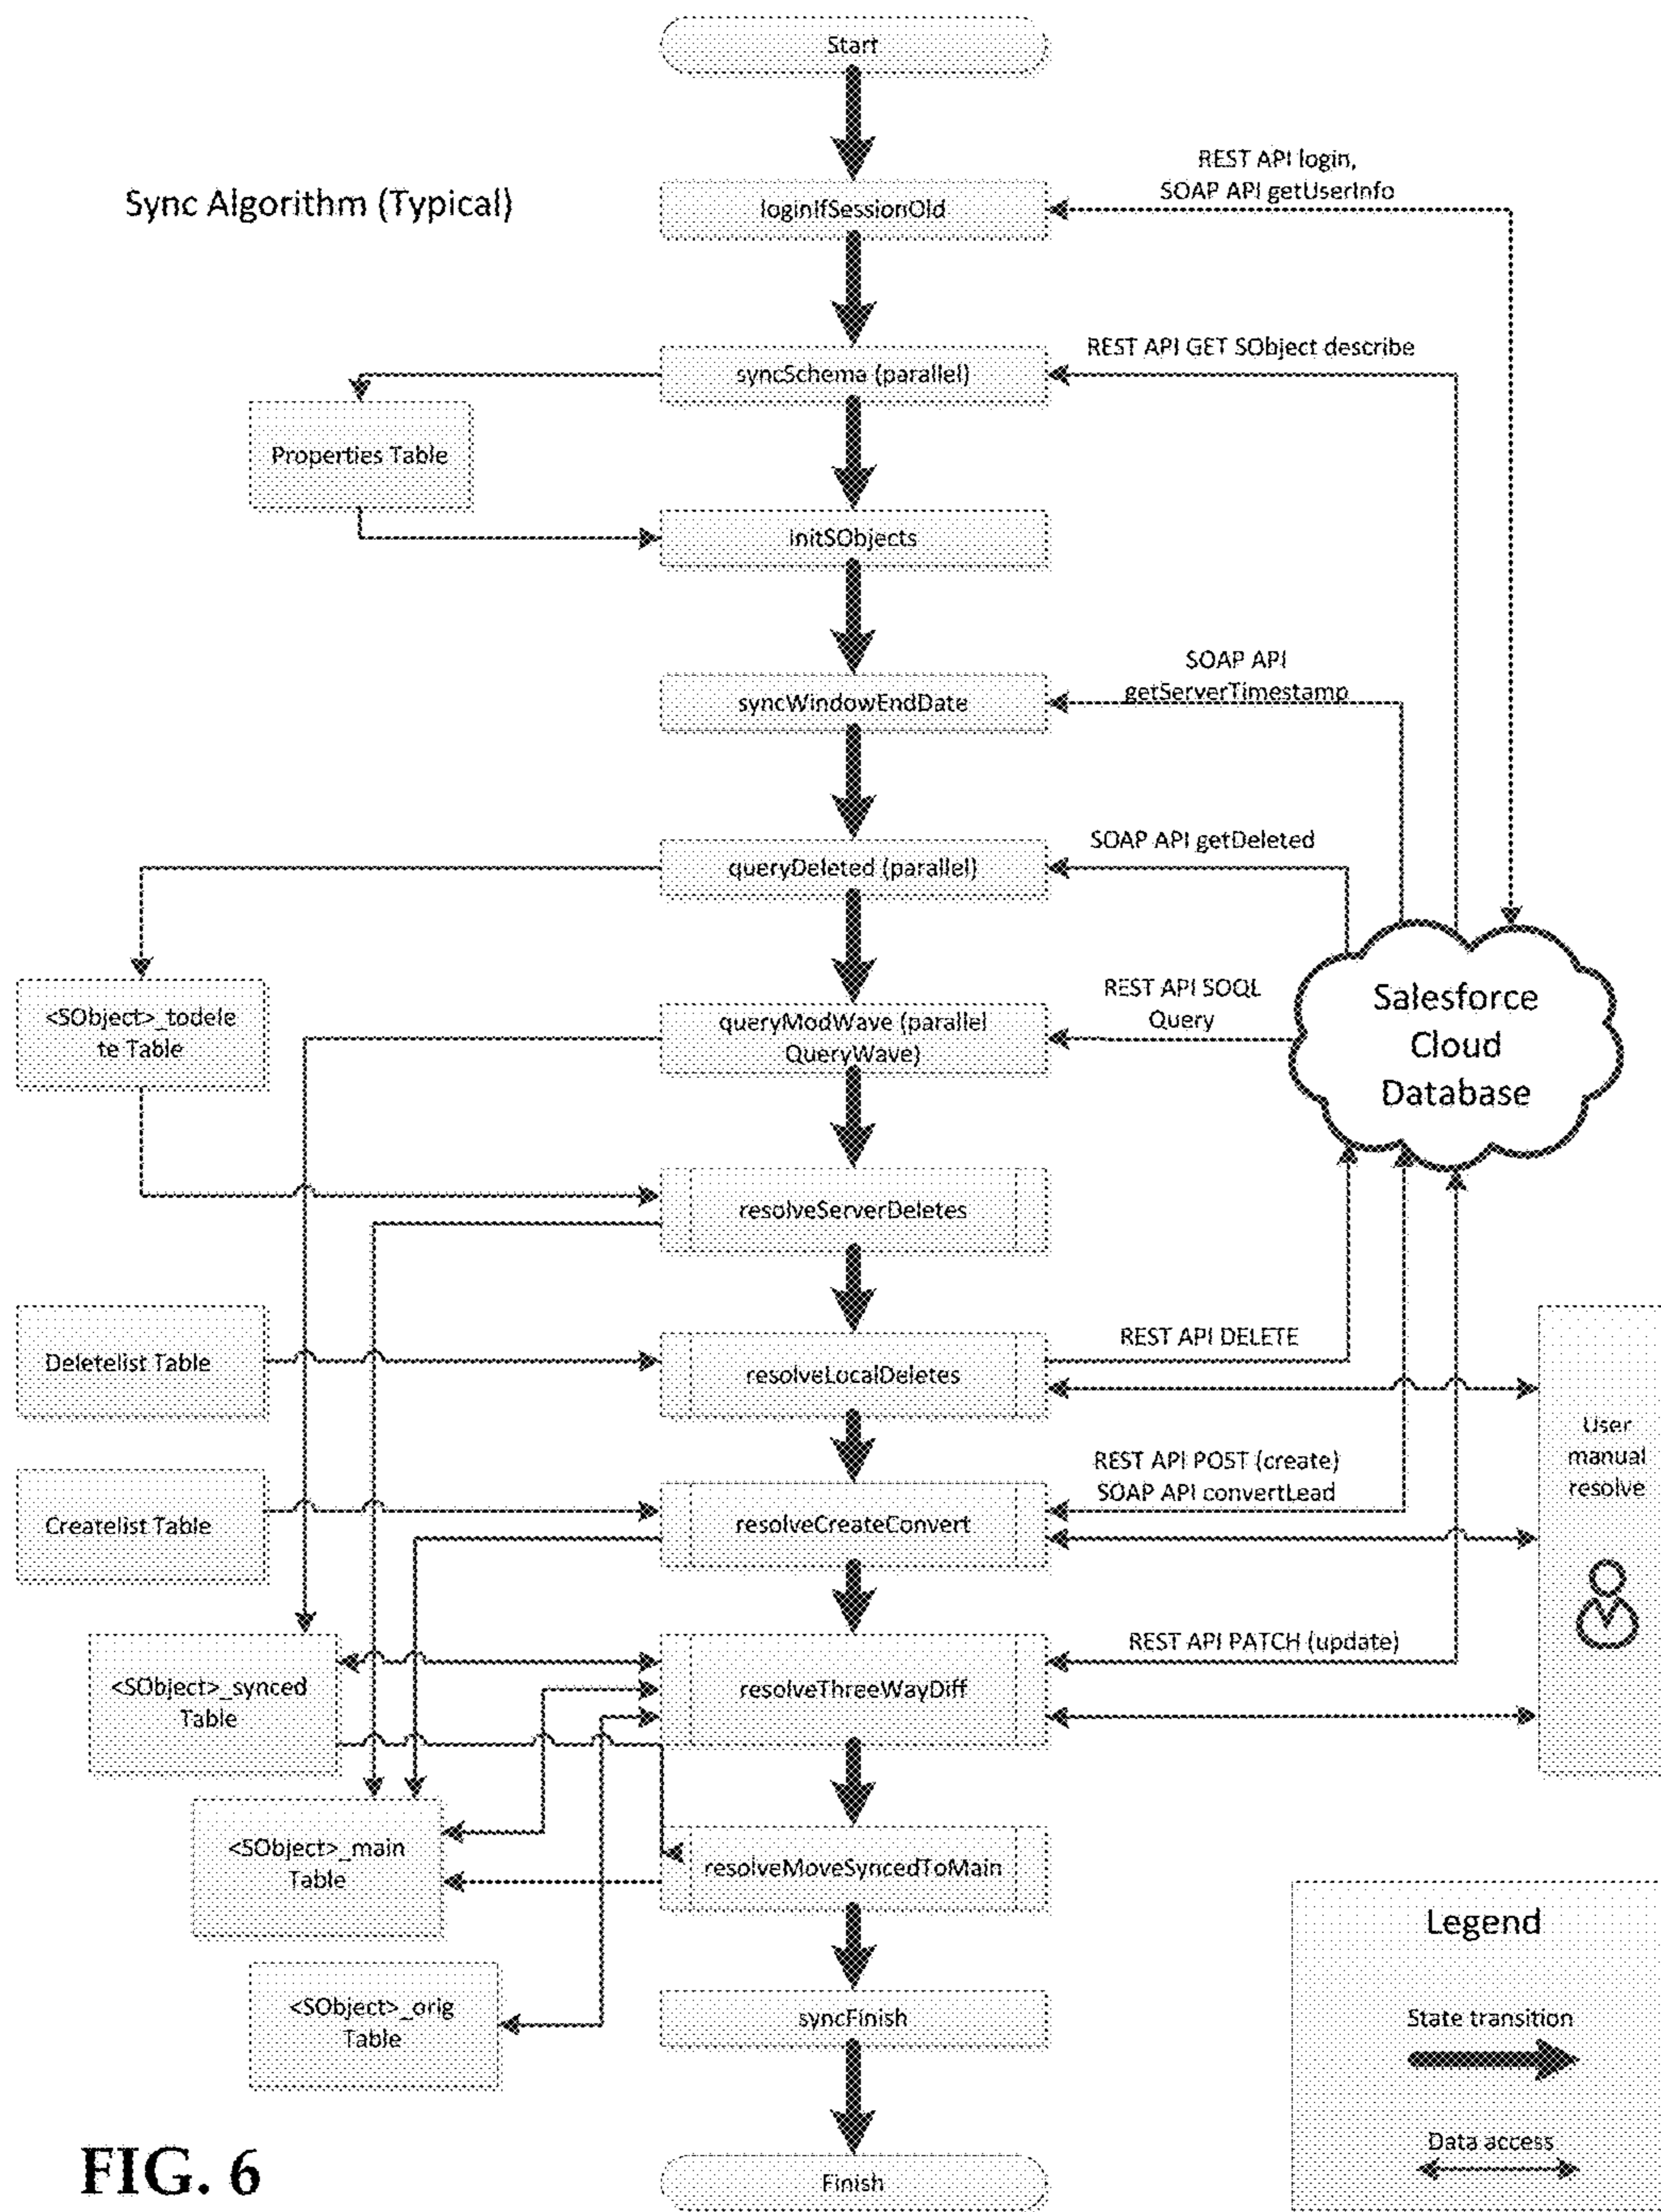 Start
REST API login,
SOAP API getUserInfo
Sync Algorithm (Typical)
loginIfSessionOld
REST API GET SObject describe
syncSchema (parallel)
Properties Table
initSObjects
SOAP API
getServerTimestamp
syncWindowEndDate
SOAP API getDeleted
queryDeleted (parallel)
<SObject>_todele
te Table
REST API SOQL
Query
queryModWave (parallel
QueryWave)
Salesforce
Cloud
Database
resolveServerDeletes
Deletelist Table
REST API DELETE
resolveLocalDeletes
User
manual
resolve
REST API POST (create)
SOAP API convertLead
Createlist Table
resolveCreateConvert
REST API PATCH (update)
<SObject>_synced
Table
resolveThreeWayDiff
<SObject>_main
Table
resolveMoveSyncedToMain
Legend
<SObject>_orig
Table
syncFinish
State transition
Data access
FIG. 6
Finish